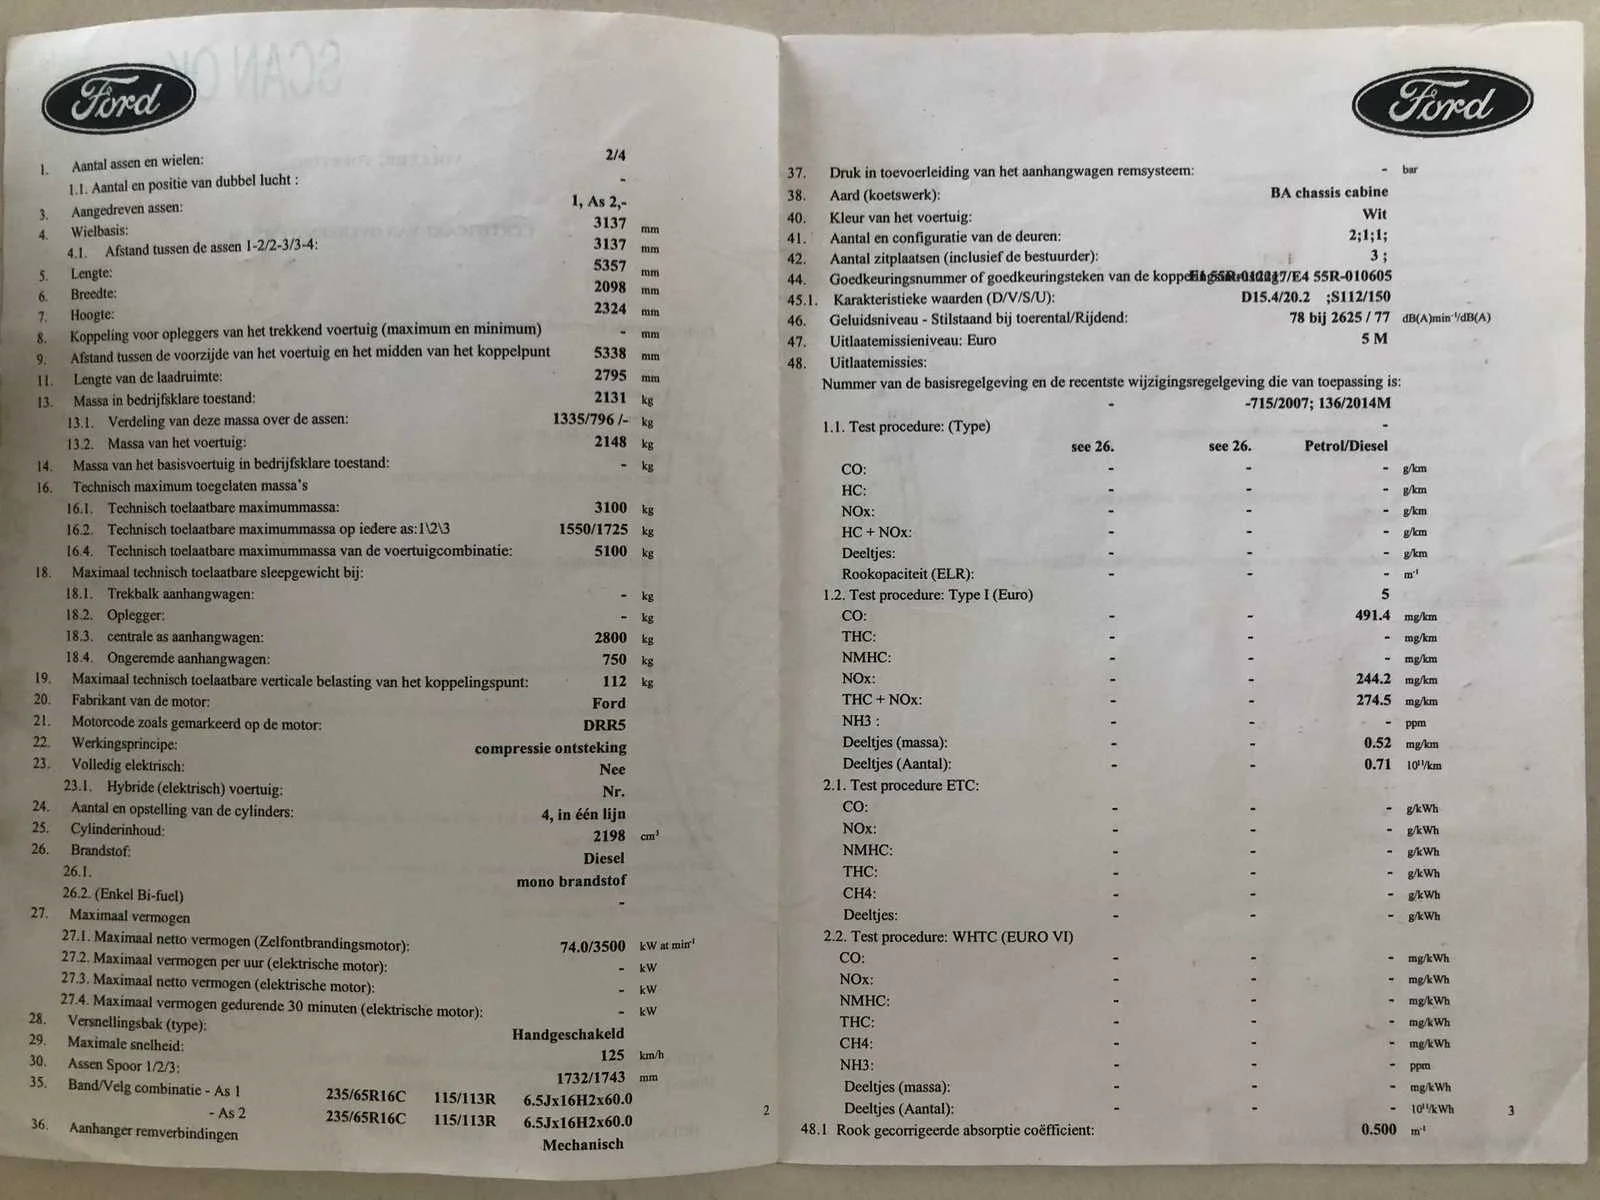 SCAN OK
Ford
1. Aantal assen en wielen: 2/4
1.1. Aantal en positie van dubbel lucht : -
3. Aangedreven assen: 1, As 2,-
4. Wielbasis: 3137 mm
4.1. Afstand tussen de assen 1-2/2-3/3-4: 3137 mm
5. Lengte: 5357 mm
6. Breedte: 2098 mm
7. Hoogte: 2324 mm
8. Koppeling voor opleggers van het trekkend voertuig (maximum en minimum) - mm
9. Afstand tussen de voorzijde van het voertuig en het midden van het koppelpunt 5338 mm
11. Lengte van de laadruimte: 2795 mm
13. Massa in bedrijfsklare toestand: 2131 kg
13.1. Verdeling van deze massa over de assen: 1335/796 /- kg
13.2. Massa van het voertuig: 2148 kg
14. Massa van het basisvoertuig in bedrijfsklare toestand: - kg
16. Technisch maximum toegelaten massa's
16.1. Technisch toelaatbare maximummassa: 3100 kg
16.2. Technisch toelaatbare maximummassa op iedere as:1\2\3 1550/1725 kg
16.4. Technisch toelaatbare maximummassa van de voertuigcombinatie: 5100 kg
18. Maximaal technisch toelaatbare sleepgewicht bij:
18.1. Trekbalk aanhangwagen: - kg
18.2. Oplegger: - kg
18.3. centrale as aanhangwagen: 2800 kg
18.4. Ongeremde aanhangwagen: 750 kg
19. Maximaal technisch toelaatbare verticale belasting van het koppelingspunt: 112 kg
20. Fabrikant van de motor: Ford
21. Motorcode zoals gemarkeerd op de motor: DRR5
22. Werkingsprincipe: compressie ontsteking
23. Volledig elektrisch: Nee
23.1. Hybride (elektrisch) voertuig: Nr.
24. Aantal en opstelling van de cylinders: 4, in één lijn
25. Cylinderinhoud: 2198 cm³
26. Brandstof: Diesel
26.1. mono brandstof
26.2. (Enkel Bi-fuel) -
27. Maximaal vermogen
27.1. Maximaal netto vermogen (Zelfontbrandingsmotor): 74.0/3500 kW at min⁻¹
27.2. Maximaal vermogen per uur (elektrische motor): - kW
27.3. Maximaal netto vermogen (elektrische motor): - kW
27.4. Maximaal vermogen gedurende 30 minuten (elektrische motor): - kW
28. Versnellingsbak (type): Handgeschakeld
29. Maximale snelheid: 125 km/h
30. Assen Spoor 1/2/3: 1732/1743 mm
35. Band/Velg combinatie - As 1 235/65R16C 115/113R 6.5Jx16H2x60.0
- As 2 235/65R16C 115/113R 6.5Jx16H2x60.0
36. Aanhanger remverbindingen Mechanisch
2
Ford
37. Druk in toevoerleiding van het aanhangwagen remsysteem: - bar
38. Aard (koetswerk): BA chassis cabine
40. Kleur van het voertuig: Wit
41. Aantal en configuratie van de deuren: 2;1;1;
42. Aantal zitplaatsen (inclusief de bestuurder): 3 ;
44. Goedkeuringsnummer of goedkeuringsteken van de 55R-010605
45.1. Karakteristieke waarden (D/V/S/U): D15.4/20.2 ;S112/150
46. Geluidsniveau - Stilstaand bij toerental/Rijdend: 78 bij 2625 / 77 dB(A)min⁻¹/dB(A)
47. Uitlaatemissieniveau: Euro 5 M
48. Uitlaatemissies:
Nummer van de basisregelgeving en de recentste wijzigingsregelgeving die van toepassing is:
- -715/2007; 136/2014M
1.1. Test procedure: (Type) -
see 26. see 26. Petrol/Diesel
CO: - - - g/km
HC: - - - g/km
NOx: - - - g/km
HC + NOx: - - - g/km
Deeltjes: - - - g/km
Rookopaciteit (ELR): - - - m⁻¹
1.2. Test procedure: Type I (Euro) 5
CO: - - 491.4 mg/km
THC: - - - mg/km
NMHC: - - - mg/km
NOx: - - 244.2 mg/km
THC + NOx: - - 274.5 mg/km
NH3 : - - - ppm
Deeltjes (massa): - - 0.52 mg/km
Deeltjes (Aantal): - - 0.71 10¹¹/km
2.1. Test procedure ETC:
CO: - - - g/kWh
NOx: - - - g/kWh
NMHC: - - - g/kWh
THC: - - - g/kWh
CH4: - - - g/kWh
Deeltjes: - - - g/kWh
2.2. Test procedure: WHTC (EURO VI)
CO: - - - mg/kWh
NOx: - - - mg/kWh
NMHC: - - - mg/kWh
THC: - - - mg/kWh
CH4: - - - mg/kWh
NH3: - - - ppm
Deeltjes (massa): - - - mg/kWh
Deeltjes (Aantal): - - - 10¹¹/kWh
48.1 Rook gecorrigeerde absorptie coëfficient: 0.500 m⁻¹
3